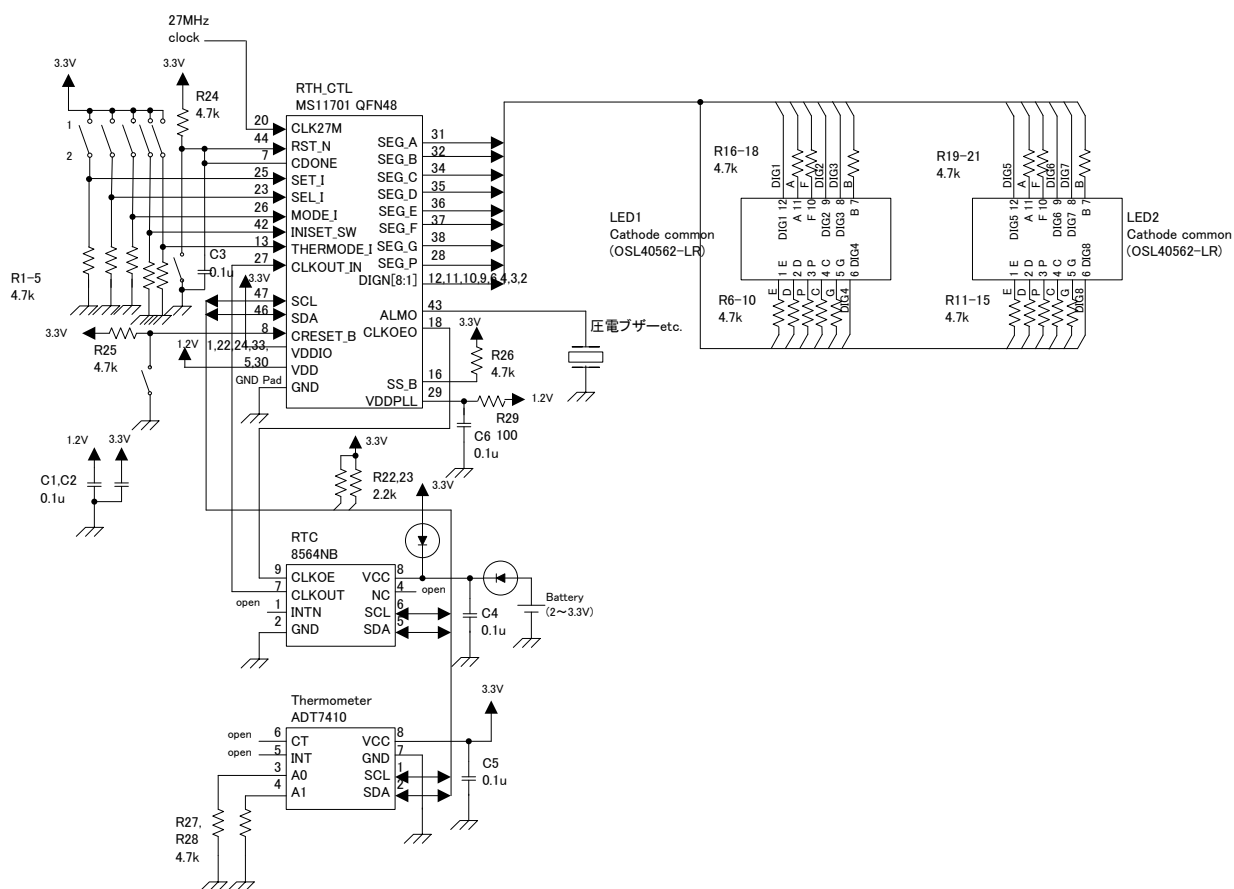 27MHz
clock
3.3V
3.3V
R24
4.7k
RTH_CTL
MS11701 QFN48
1
2
20
44
7
25
23
26
42
13
27
47
46
8
1,22,24,33,
5,30
GND Pad
CLK27M
RST_N
CDONE
SET_I
SEL_I
MODE_I
INISET_SW
THERMODE_I
CLKOUT_IN
SCL
SDA
CRESET_B
VDDIO
VDD
GND
SEG_A
SEG_B
SEG_C
SEG_D
SEG_E
SEG_F
SEG_G
SEG_P
DIGN[8:1]
ALMO
CLKOEO
SS_B
VDDPLL
31
32
34
35
36
37
38
28
12,11,10,9,6,4,3,2
43
18
16
29
C3
0.1u
3.3V
R1-5
4.7k
3.3V
R25
4.7k
1.2V
1.2V
3.3V
C1,C2
0.1u
3.3V
R26
4.7k
1.2V
R29
100
C6
0.1u
圧電ブザーetc.
R16-18
4.7k
DIG1
A
F
DIG2
DIG3
B
12
11
10
9
8
7
DIG1
A
F
DIG2
DIG3
B
DIG4
LED1
Cathode common
(OSL40562-LR)
1 E
2 D
3 P
4 C
5 G
6
E
D
P
C
G
DIG4
R6-10
4.7k
R19-21
4.7k
DIG5
A
F
DIG6
DIG7
B
12
11
10
9
8
7
DIG5
A
F
DIG6
DIG7
B
DIG8
LED2
Cathode common
(OSL40562-LR)
1 E
2 D
3 P
4 C
5 G
6
E
D
P
C
G
DIG8
R11-15
4.7k
3.3V
R22,23
2.2k
3.3V
RTC
8564NB
9
7
open
1
2
CLKOE
CLKOUT
INTN
GND
VCC
NC
SCL
SDA
8
4
open
6
5
C4
0.1u
Battery
(2～3.3V)
Thermometer
ADT7410
open
6
open
5
3
4
CT
INT
A0
A1
VCC
GND
SCL
SDA
8
7
1
2
3.3V
C5
0.1u
R27,
R28
4.7k